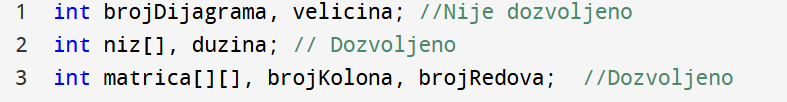 1 int brojDijagrama, velicina; //Nije dozvoljeno
2 int niz[], duzina; // Dozvoljeno
3 int matrica[][], brojKolona, brojRedova;  //Dozvoljeno